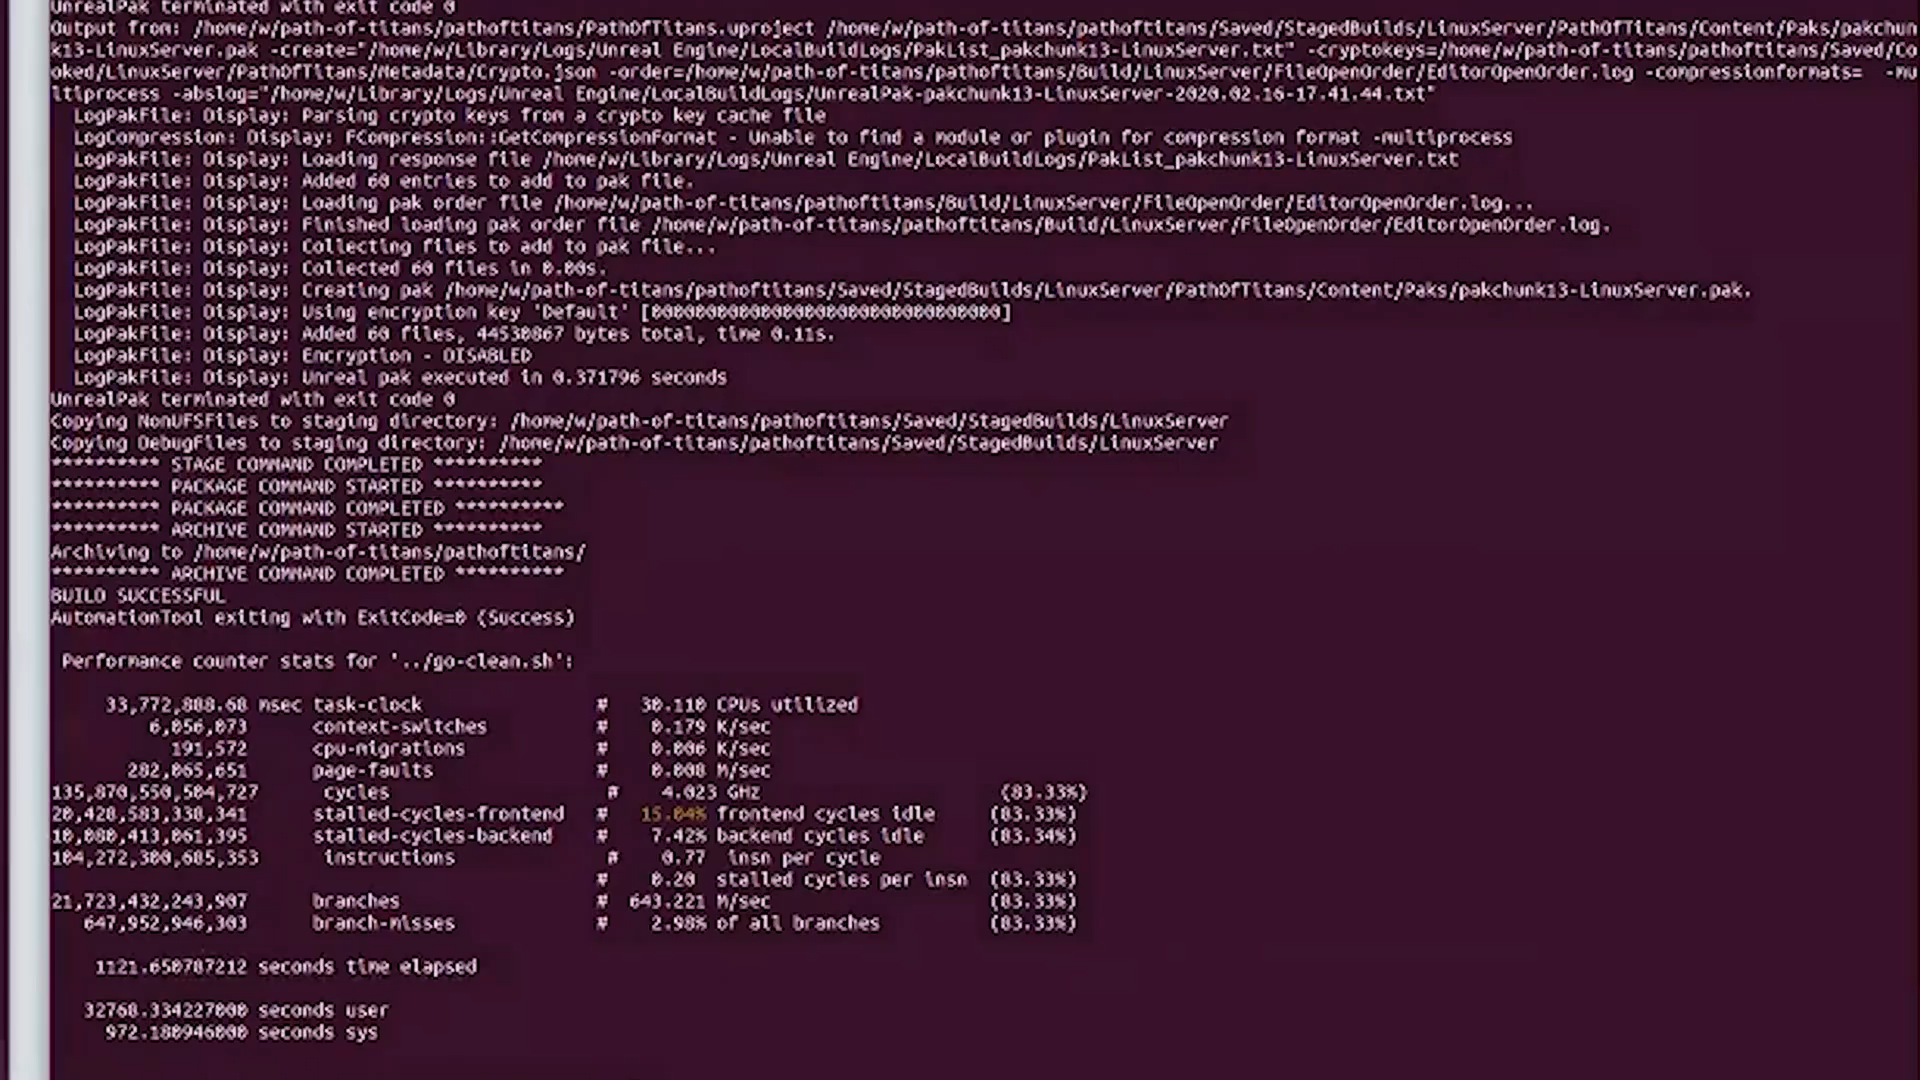 UnrealPak terminated with exit code 0
Output from: /home/w/path-of-titans/pathoftitans/PathOfTitans.uproject /home/w/path-of-titans/pathoftitans/Saved/StagedBuilds/LinuxServer/PathOfTitans/Content/Paks/pakchun
k13-LinuxServer.pak -create="/home/w/Library/Logs/Unreal Engine/LocalBuildLogs/PakList_pakchunk13-LinuxServer.txt" -cryptokeys=/home/w/path-of-titans/pathoftitans/Saved/Co
oked/LinuxServer/PathOfTitans/Metadata/Crypto.json -order=/home/w/path-of-titans/pathoftitans/Build/LinuxServer/FileOpenOrder/EditorOpenOrder.log -compressionformats=  -mu
ltiprocess -abslog="/home/w/Library/Logs/Unreal Engine/LocalBuildLogs/UnrealPak-pakchunk13-LinuxServer-2020.02.16-17.41.44.txt"
LogPakFile: Display: Parsing crypto keys from a crypto key cache file
LogCompression: Display: FCompression::GetCompressionFormat - Unable to find a module or plugin for compression format -multiprocess
LogPakFile: Display: Loading response file /home/w/Library/Logs/Unreal Engine/LocalBuildLogs/PakList_pakchunk13-LinuxServer.txt
LogPakFile: Display: Added 60 entries to add to pak file.
LogPakFile: Display: Loading pak order file /home/w/path-of-titans/pathoftitans/Build/LinuxServer/FileOpenOrder/EditorOpenOrder.log...
LogPakFile: Display: Finished loading pak order file /home/w/path-of-titans/pathoftitans/Build/LinuxServer/FileOpenOrder/EditorOpenOrder.log.
LogPakFile: Display: Collecting files to add to pak file...
LogPakFile: Display: Collected 60 files in 0.00s.
LogPakFile: Display: Creating pak /home/w/path-of-titans/pathoftitans/Saved/StagedBuilds/LinuxServer/PathOfTitans/Content/Paks/pakchunk13-LinuxServer.pak.
LogPakFile: Display: Using encryption key 'Default' [00000000000000000000000000000000]
LogPakFile: Display: Added 60 files, 44530867 bytes total, time 0.11s.
LogPakFile: Display: Encryption - DISABLED
LogPakFile: Display: Unreal pak executed in 0.371796 seconds
UnrealPak terminated with exit code 0
Copying NonUFSFiles to staging directory: /home/w/path-of-titans/pathoftitans/Saved/StagedBuilds/LinuxServer
Copying DebugFiles to staging directory: /home/w/path-of-titans/pathoftitans/Saved/StagedBuilds/LinuxServer
********** STAGE COMMAND COMPLETED **********
********** PACKAGE COMMAND STARTED **********
********** PACKAGE COMMAND COMPLETED **********
********** ARCHIVE COMMAND STARTED **********
Archiving to /home/w/path-of-titans/pathoftitans/
********** ARCHIVE COMMAND COMPLETED **********
BUILD SUCCESSFUL
AutomationTool exiting with ExitCode=0 (Success)
Performance counter stats for '../go-clean.sh':
33,772,808.60 msec task-clock # 30.110 CPUs utilized
6,056,073 context-switches # 0.179 K/sec
191,572 cpu-migrations # 0.006 K/sec
282,065,651 page-faults # 0.008 M/sec
135,870,550,504,727 cycles # 4.023 GHz (83.33%)
20,428,583,338,341 stalled-cycles-frontend # 15.04% frontend cycles idle (83.33%)
10,080,413,061,395 stalled-cycles-backend # 7.42% backend cycles idle (83.34%)
104,272,300,605,353 instructions # 0.77 insn per cycle
# 0.20 stalled cycles per insn (83.33%)
21,723,432,243,907 branches # 643.221 M/sec (83.33%)
647,952,946,303 branch-misses # 2.98% of all branches (83.33%)
1121.650787212 seconds time elapsed
32768.334227000 seconds user
972.180946000 seconds sys